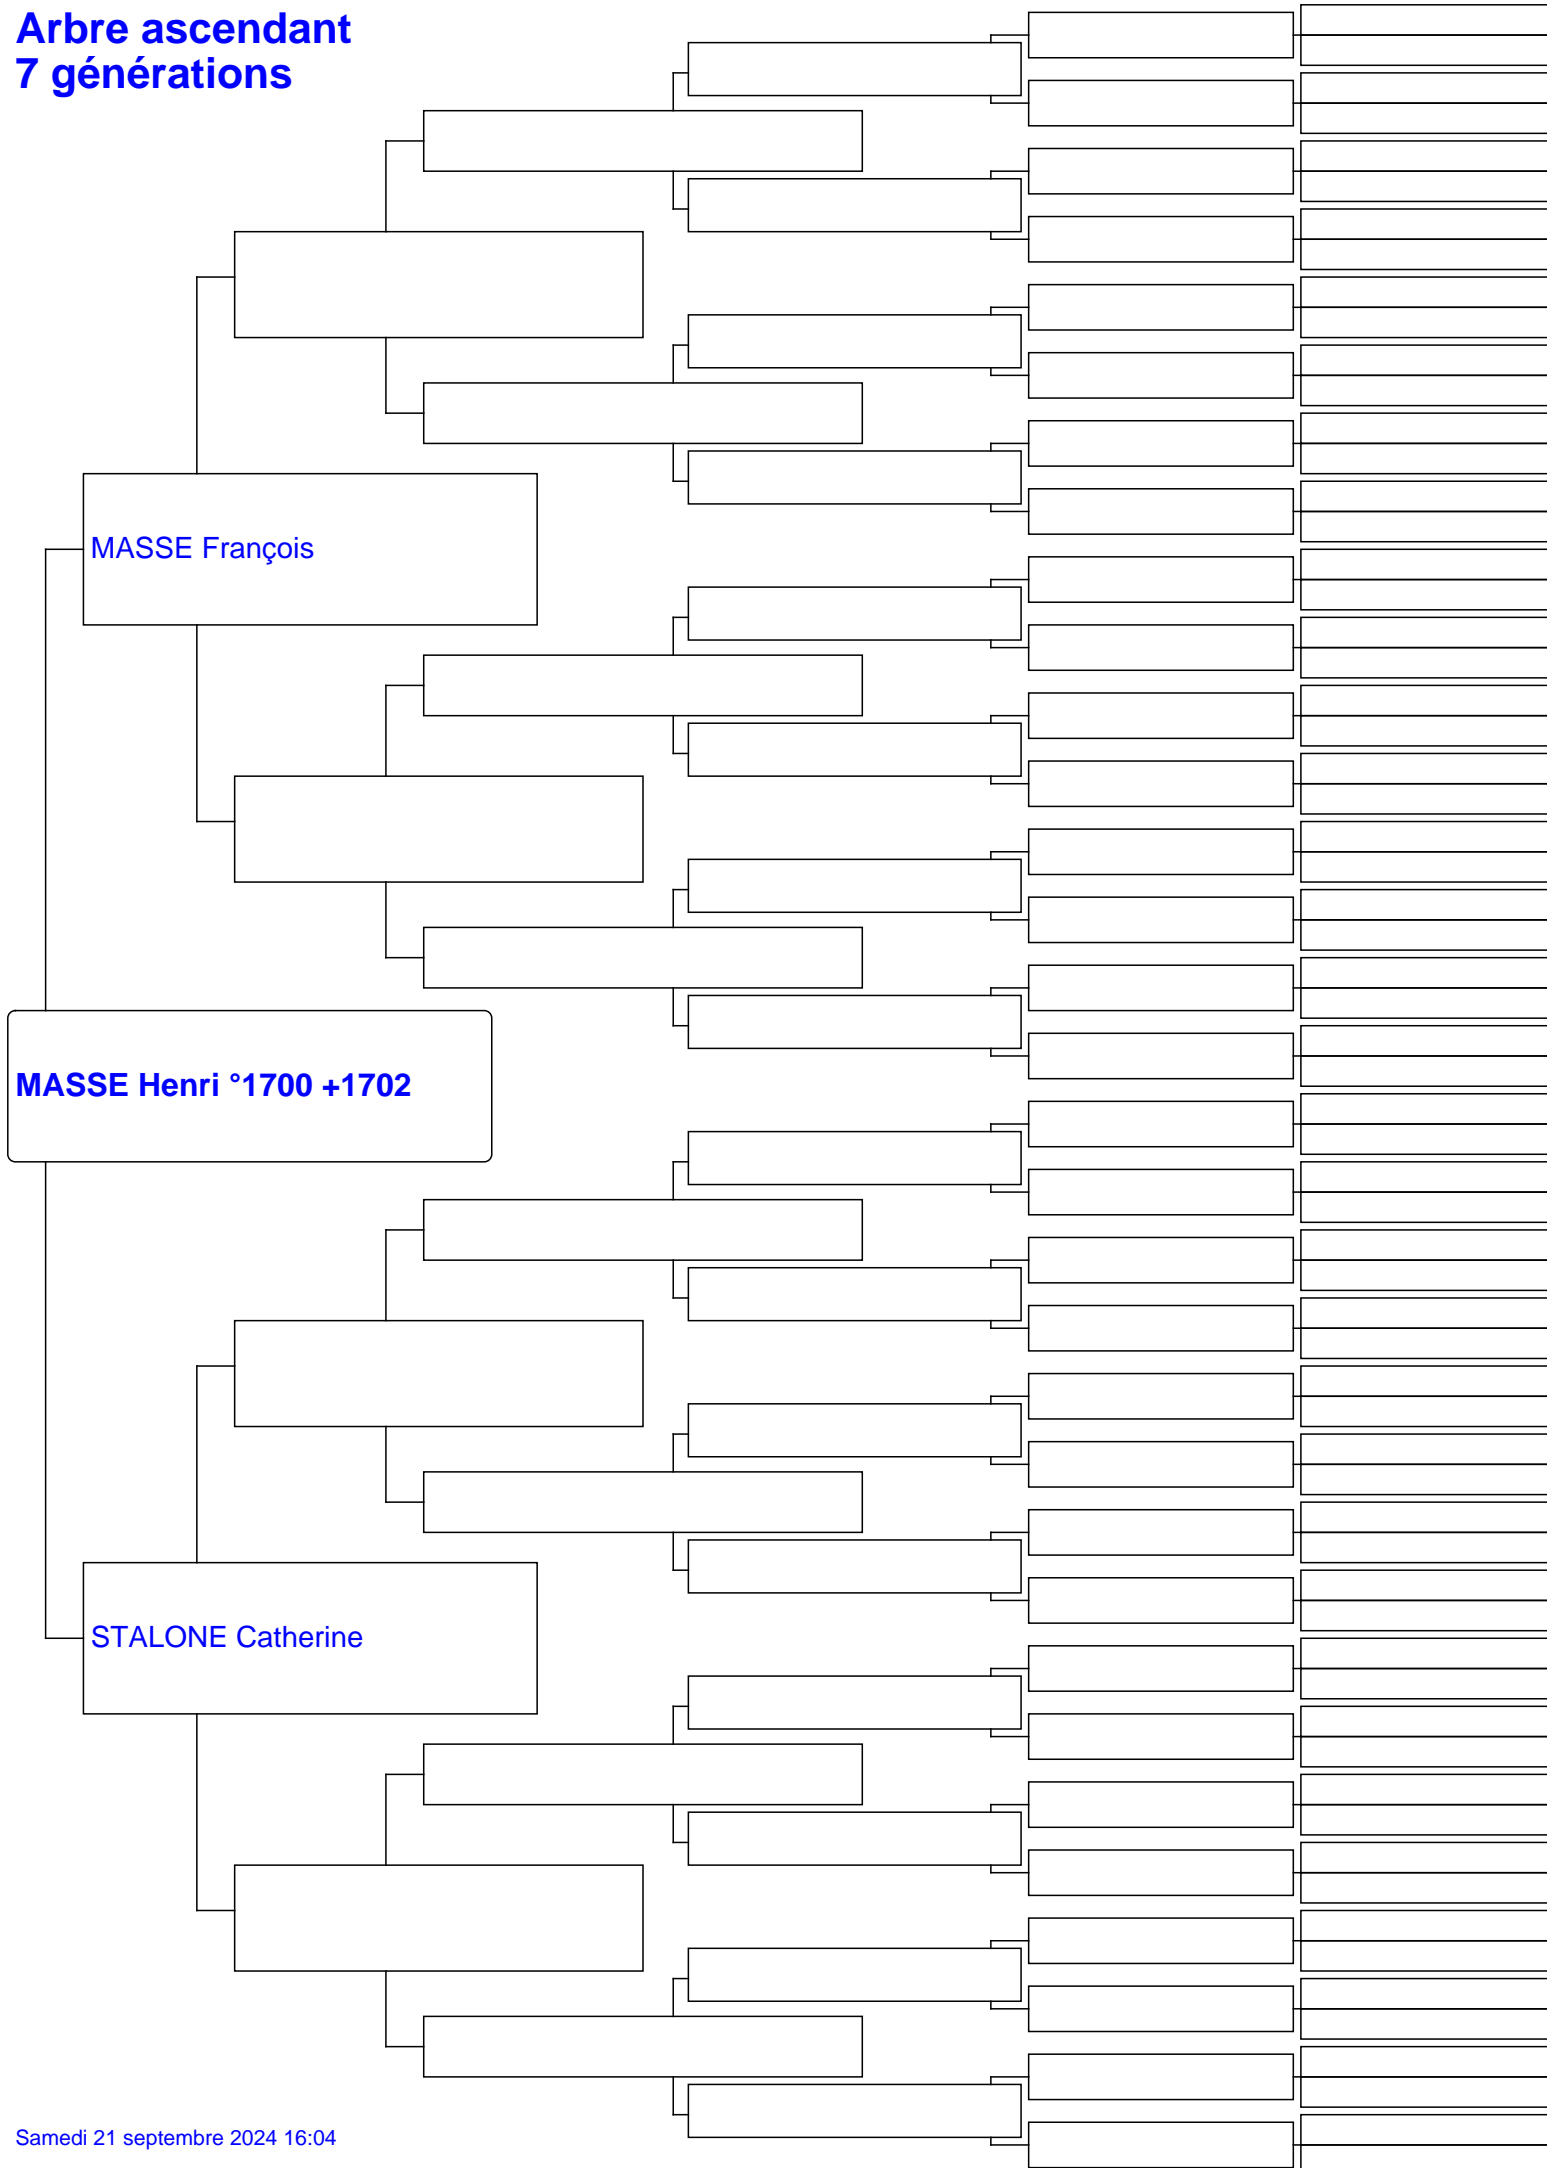 Arbre ascendant
7 générations
MASSE François
MASSE Henri °1700 +1702
STALONE Catherine
Samedi 21 septembre 2024 16:04